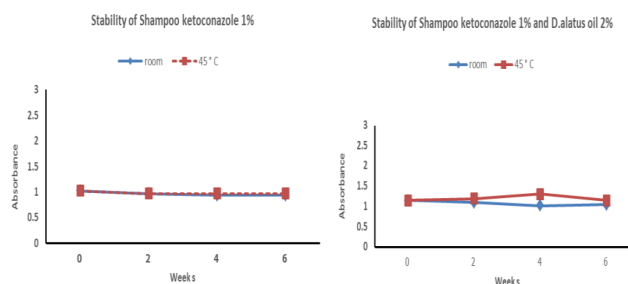 Stability of Shampoo ketoconazole 1%
room 45° C
3
2.5
2
1.5
1
0.5
0
Absorbance
0 2 4 6
Weeks
Stability of Shampoo ketoconazole 1% and D.alatus oil 2%
room 45° C
3
2.5
2
1.5
1
0.5
0
Absorbance
0 2 4 6
Weeks